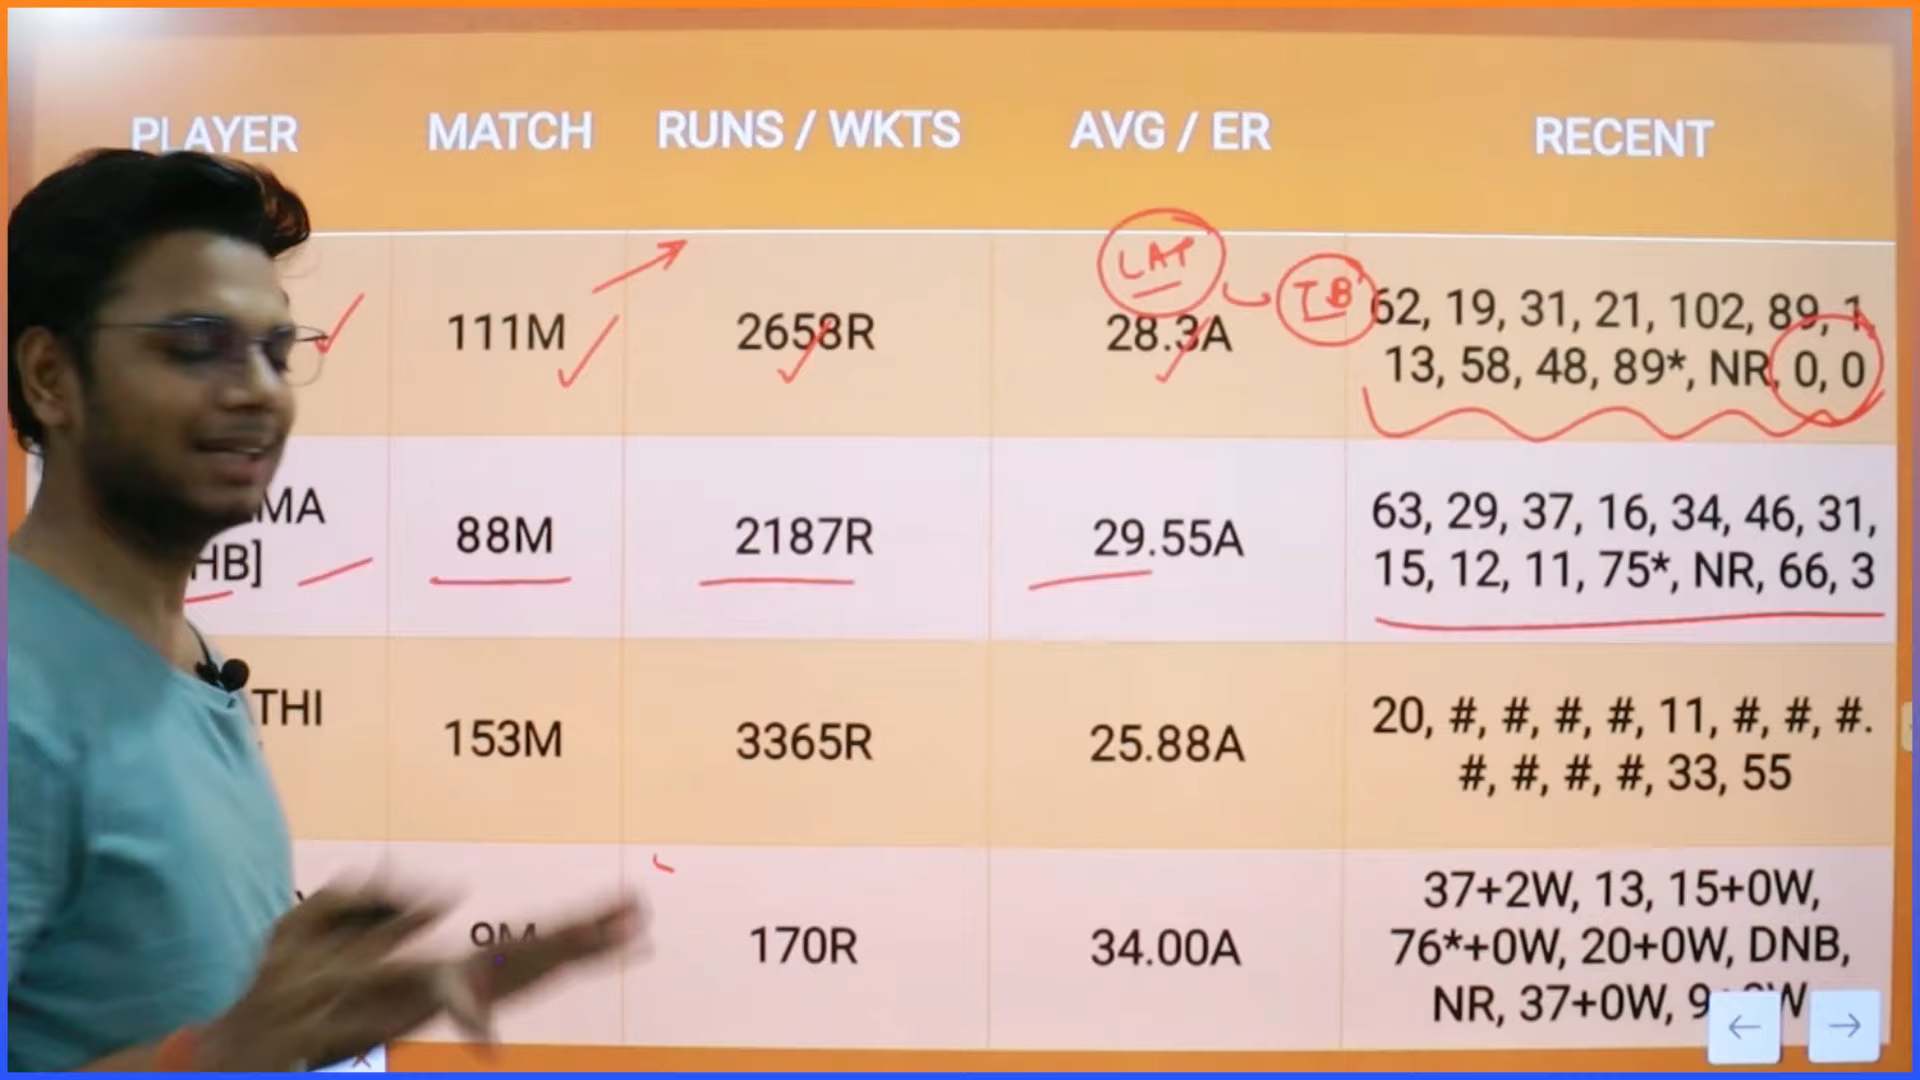 PLAYER MATCH RUNS / WKTS AVG / ER RECENT
LAT
TB
111M 2658R 28.3A 62, 19, 31, 21, 102, 89, 1,
13, 58, 48, 89*, NR, 0, 0
MA 88M 2187R 29.55A 63, 29, 37, 16, 34, 46, 31,
HB] 15, 12, 11, 75*, NR, 66, 3
THI 153M 3365R 25.88A 20, #, #, #, #, 11, #, #, #.
#, #, #, #, 33, 55
9M 170R 34.00A 37+2W, 13, 15+0W,
76*+0W, 20+0W, DNB,
NR, 37+0W,